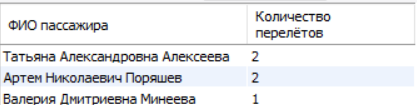 ФИО пассажира Количество перелётов
Татьяна Александровна Алексеева 2
Артем Николаевич Поряшев 2
Валерия Дмитриевна Минеева 1